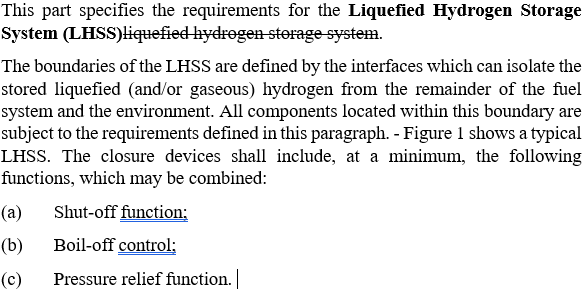 This part specifies the requirements for the Liquefied Hydrogen Storage
System (LHSS)liquefied hydrogen storage system.
The boundaries of the LHSS are defined by the interfaces which can isolate the
stored liquefied (and/or gaseous) hydrogen from the remainder of the fuel
system and the environment. All components located within this boundary are
subject to the requirements defined in this paragraph. - Figure 1 shows a typical
LHSS. The closure devices shall include, at a minimum, the following
functions, which may be combined:
(a) Shut-off function;
(b) Boil-off control;
(c) Pressure relief function.